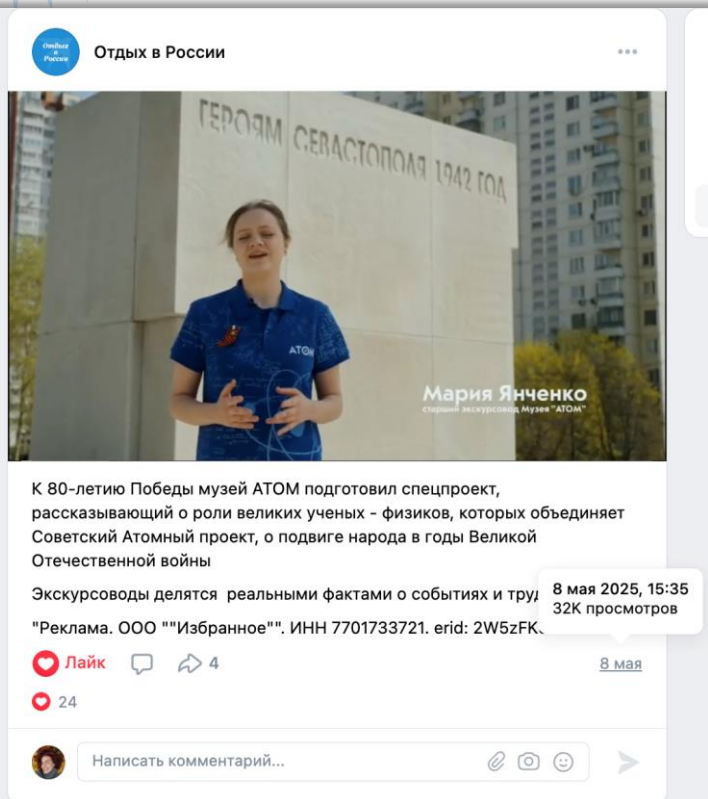 Отдых в России
Отдых в России
ГЕРОЯМ СЕВАСТОПОЛЯ 1942 ГОД
АТОМ
Мария Янченко
старший экскурсовод Музея "АТОМ"
К 80-летию Победы музей АТОМ подготовил спецпроект,
рассказывающий о роли великих ученых - физиков, которых объединяет
Советский Атомный проект, о подвиге народа в годы Великой
Отечественной войны
Экскурсоводы делятся реальными фактами о событиях и труд
8 мая 2025, 15:35
32K просмотров
"Реклама. ООО ""Избранное"". ИНН 7701733721. erid: 2W5zFK
Лайк
4
8 мая
24
Написать комментарий...